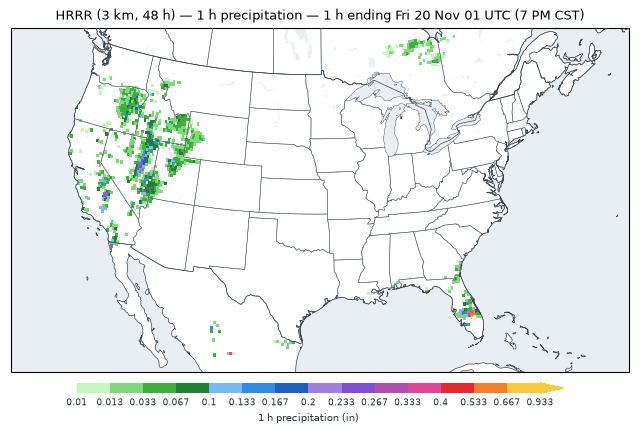 HRRR (3 km, 48 h) — 1 h precipitation — 1 h ending Fri 20 Nov 01 UTC (7 PM CST)
0.01 0.013 0.033 0.067 0.1 0.133 0.167 0.2 0.233 0.267 0.333 0.4 0.533 0.667 0.933
1 h precipitation (in)